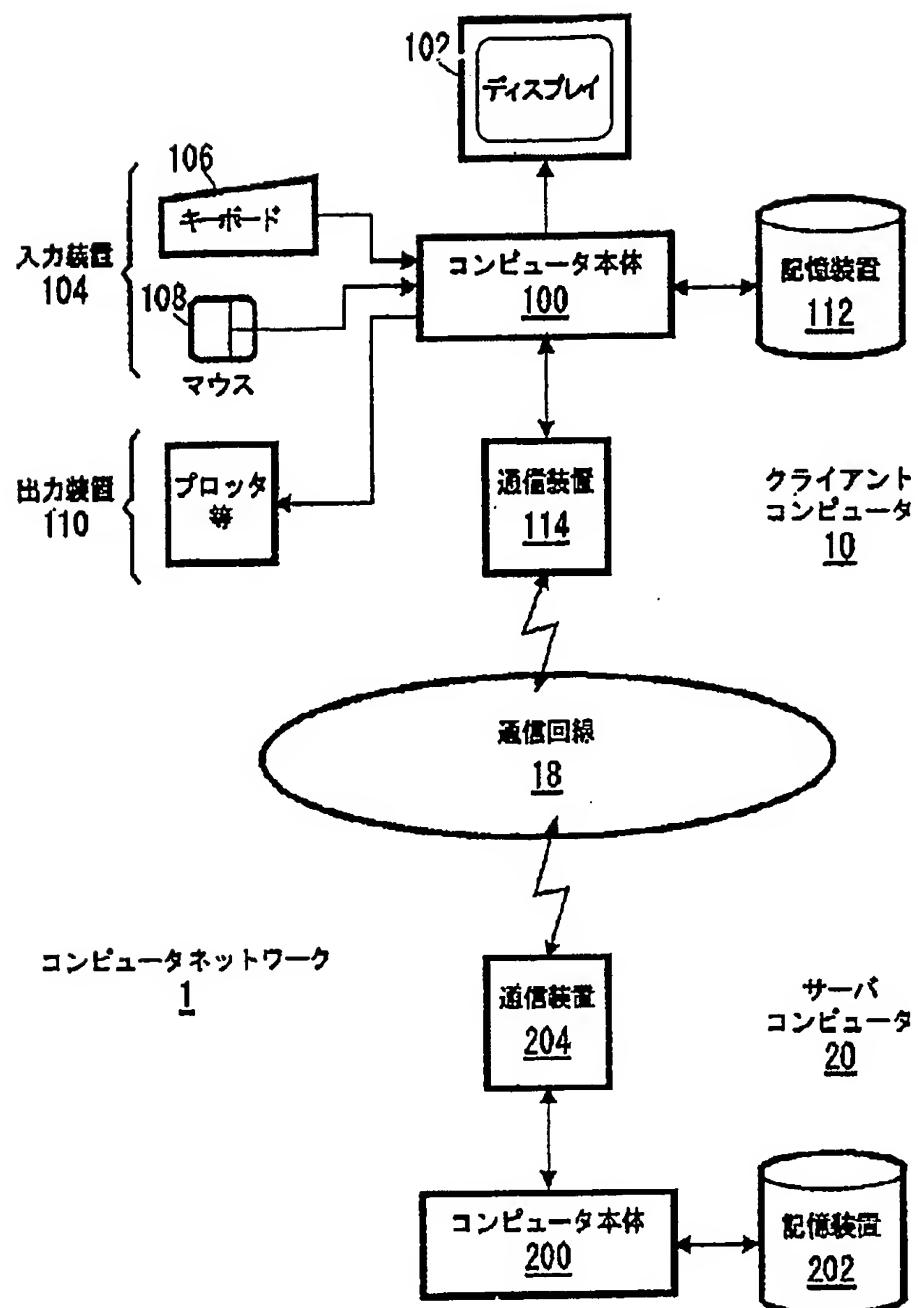 102
ディスプレイ
106
キーボード
入力装置
104
108
マウス
コンピュータ本体
100
記憶装置
112
出力装置
110
プロッタ
等
通信装置
114
クライアント
コンピュータ
10
通信回線
18
コンピュータネットワーク
1
通信装置
204
サーバ
コンピュータ
20
コンピュータ本体
200
記憶装置
202